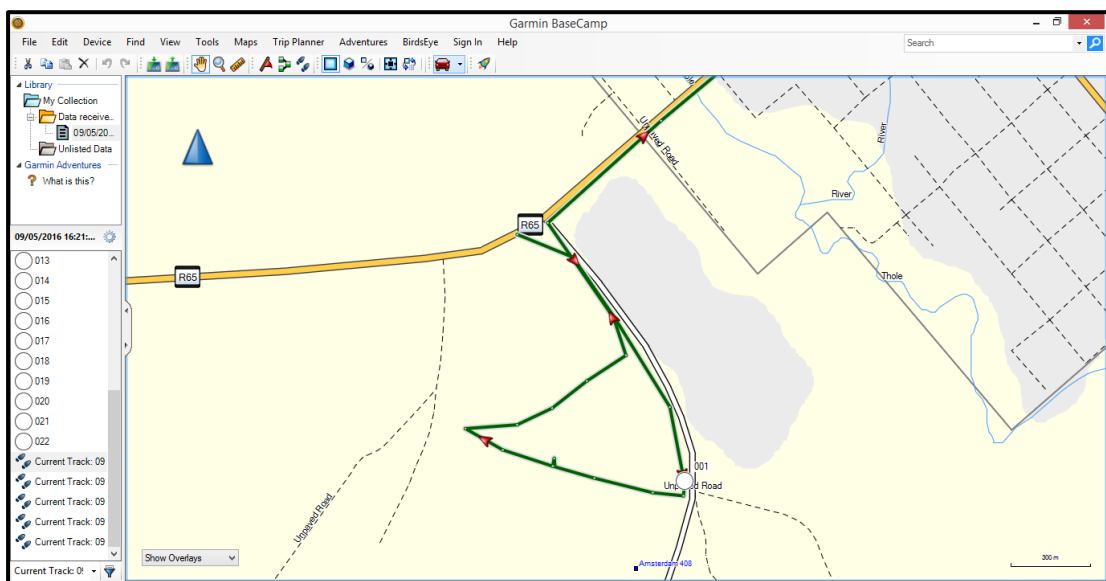 Garmin BaseCamp
File Edit Device Find View Tools Maps Trip Planner Adventures BirdsEye Sign In Help
Search
Library
My Collection
Data receive...
09/05/20...
Unlisted Data
Garmin Adventures
? What is this?
09/05/2016 16:21:...
013
014
015
016
017
018
019
020
021
022
Current Track: 09
Current Track: 09
Current Track: 09
Current Track: 09
Current Track: 09
Current Track: 0
Unpaved Road
River
River
R65
R65
Thole
001
Unpaved Road
Unpaved Road
Show Overlays
Amsterdam 408
300 m